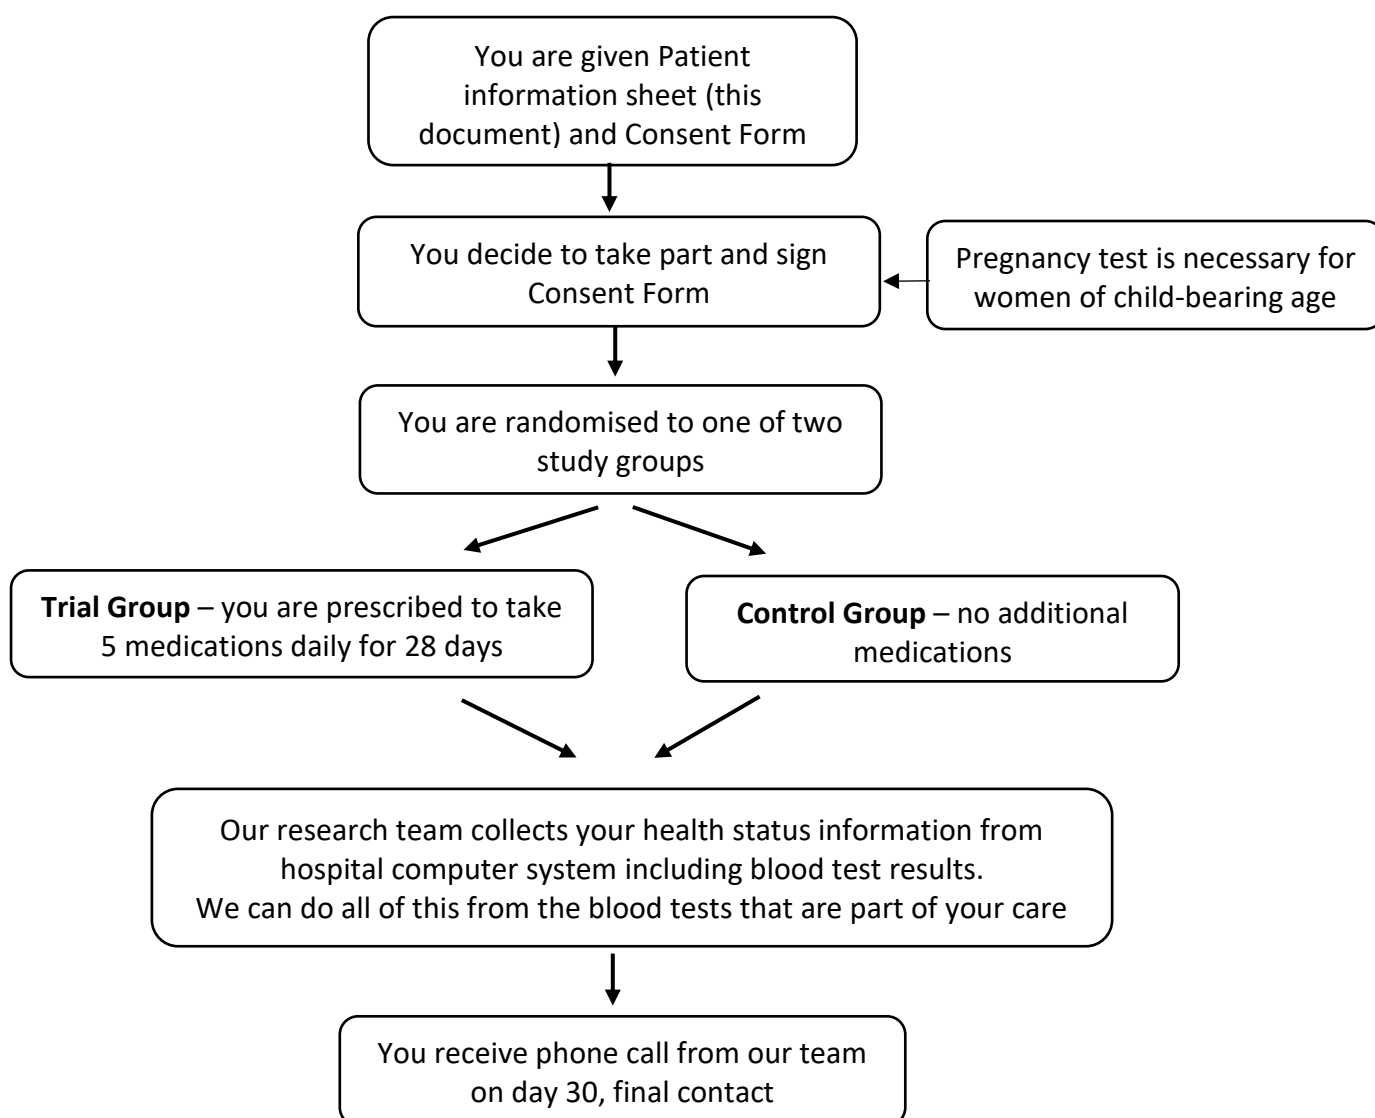 You are given Patient
information sheet (this
document) and Consent Form
You decide to take part and sign
Consent Form
Pregnancy test is necessary for
women of child-bearing age
You are randomised to one of two
study groups
Trial Group – you are prescribed to take
5 medications daily for 28 days
Control Group – no additional
medications
Our research team collects your health status information from
hospital computer system including blood test results.
We can do all of this from the blood tests that are part of your care
You receive phone call from our team
on day 30, final contact